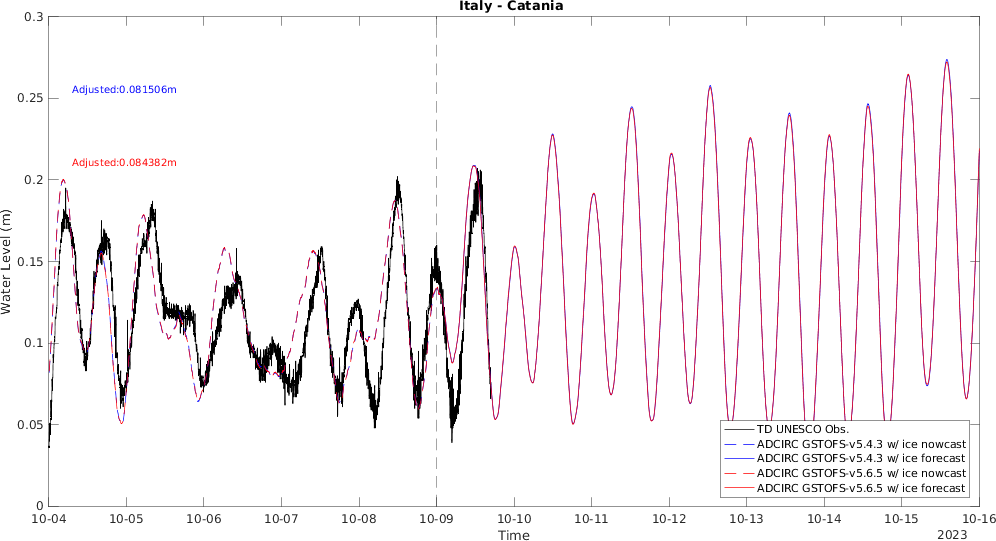 Italy - Catania
0.3
0.25
0.2
0.15
0.1
0.05
0
Water Level (m)
Adjusted:0.081506m
Adjusted:0.084382m
TD UNESCO Obs.
ADCIRC GSTOFS-v5.4.3 w/ ice nowcast
ADCIRC GSTOFS-v5.4.3 w/ ice forecast
ADCIRC GSTOFS-v5.6.5 w/ ice nowcast
ADCIRC GSTOFS-v5.6.5 w/ ice forecast
10-04 10-05 10-06 10-07 10-08 10-09 10-10 10-11 10-12 10-13 10-14 10-15 10-16
Time
2023